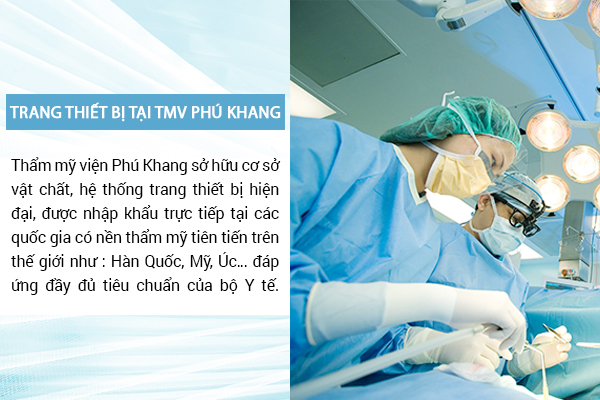 TRANG THIẾT BỊ TẠI TMV PHÚ KHANG
Thẩm mỹ viện Phú Khang sở hữu cơ sở
vật chất, hệ thống trang thiết bị hiện
đại, được nhập khẩu trực tiếp tại các
quốc gia có nền thẩm mỹ tiên tiến trên
thế giới như : Hàn Quốc, Mỹ, Úc... đáp
ứng đầy đủ tiêu chuẩn của bộ Y tế.